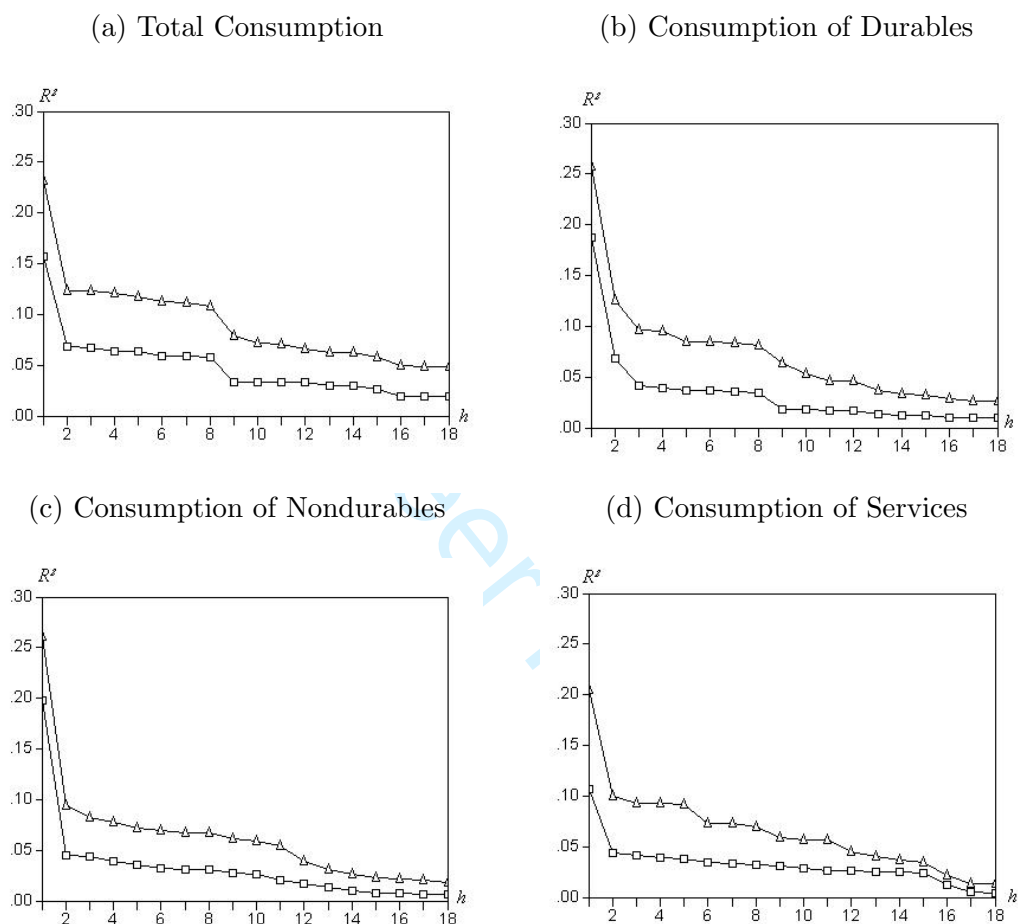 (a) Total Consumption
(b) Consumption of Durables
R²
.30
.25
.20
.15
.10
.05
.00
2 4 6 8 10 12 14 16 18
h
R²
.30
.25
.20
.15
.10
.05
.00
2 4 6 8 10 12 14 16 18
h
(c) Consumption of Nondurables
(d) Consumption of Services
R²
.30
.25
.20
.15
.10
.05
.00
2 4 6 8 10 12 14 16 18
h
R²
.30
.25
.20
.15
.10
.05
.00
2 4 6 8 10 12 14 16 18
h